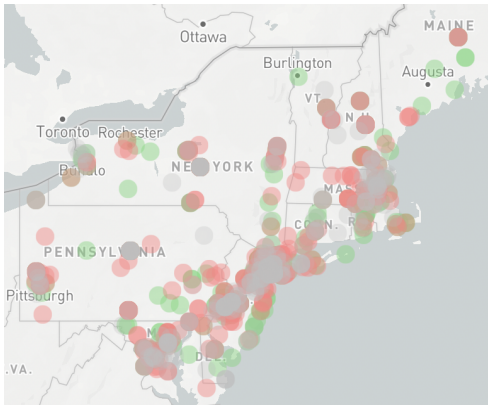 MAINE
Ottawa
Burlington
Augusta
VT.
N.H.
Toronto
Rochester
Buffalo
NEW YORK
MASS.
CONN.
R.I.
PENNSYLVANIA
Pittsburgh
DEL.
.VA.